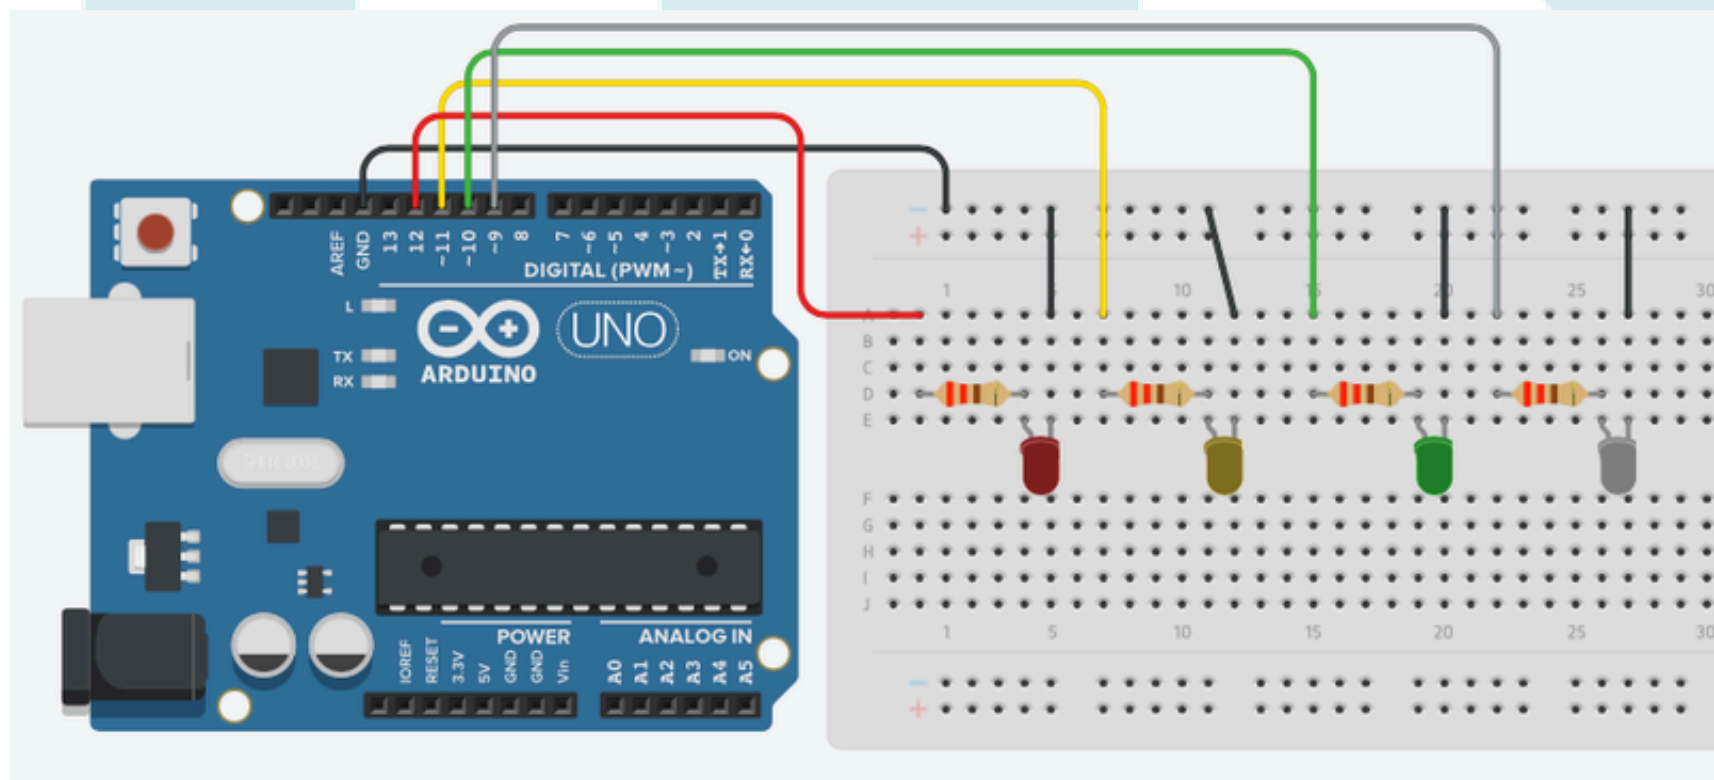 AREF
GND
13
12
~11
~10
~9
8
7
~6
~5
4
~3
2
TX→1
RX←0
DIGITAL (PWM~)
L
TX
RX
UNO
ARDUINO
ON
POWER
ANALOG IN
IOREF
RESET
3.3V
5V
GND
GND
Vin
A0
A1
A2
A3
A4
A5
− 
+
1 5 10 15 20 25 30
A
B
C
D
E
F
G
H
I
J
1 5 10 15 20 25 30
−
+